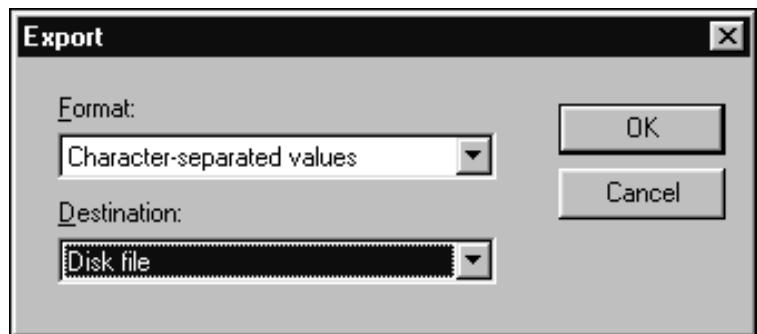 Export
Format:
Character-separated values
OK
Destination:
Cancel
Disk file